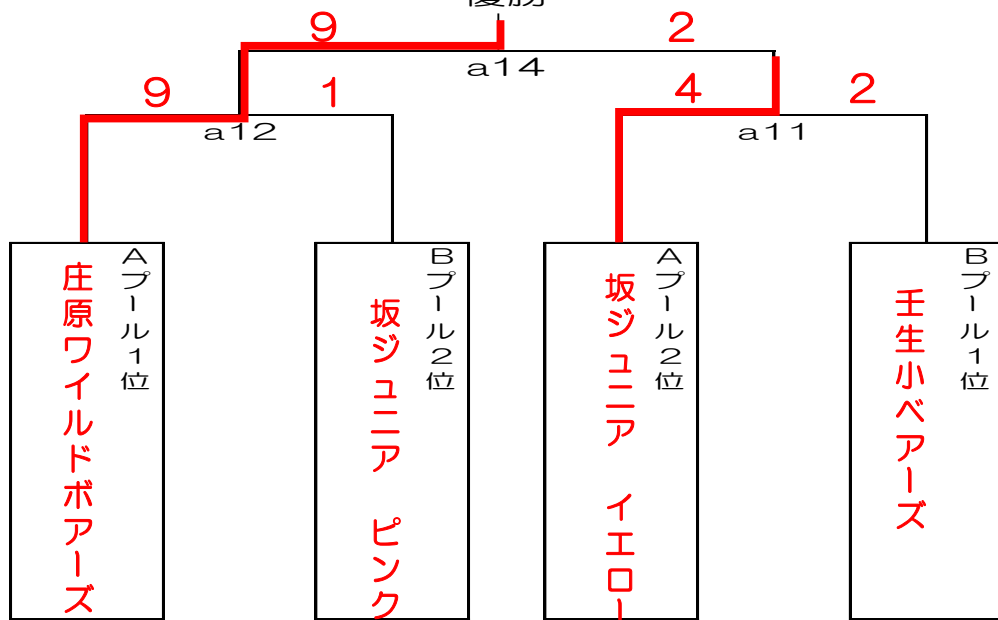 優勝
9
2
a14
9
1
4
2
a12
a11
Aプール1位
庄原ワイルドボアーズ
Bプール2位
坂ジュニア ピンク
Aプール2位
坂ジュニア イエロー
Bプール1位
壬生小ベアーズ